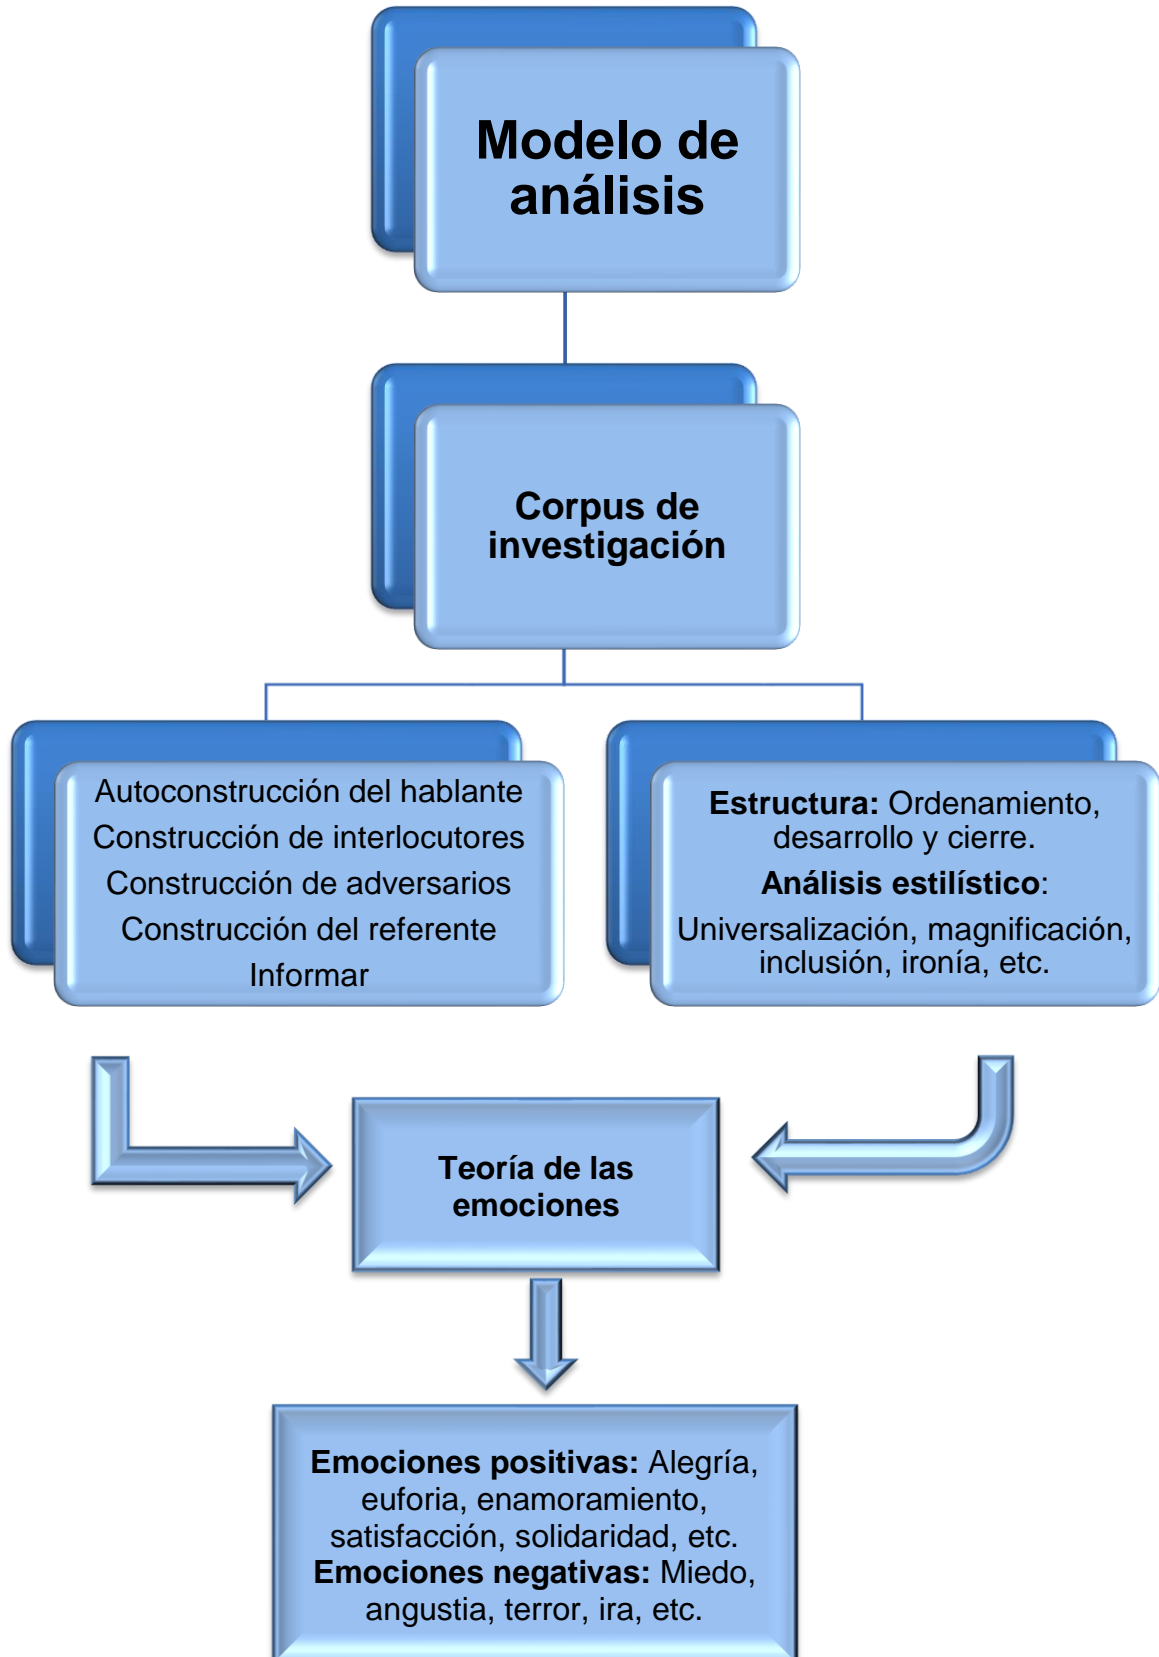 Modelo de
análisis
Corpus de
investigación
Autoconstrucción del hablante
Construcción de interlocutores
Construcción de adversarios
Construcción del referente
Informar
Estructura: Ordenamiento,
desarrollo y cierre.
Análisis estilístico:
Universalización, magnificación,
inclusión, ironía, etc.
Teoría de las
emociones
Emociones positivas: Alegría,
euforia, enamoramiento,
satisfacción, solidaridad, etc.
Emociones negativas: Miedo,
angustia, terror, ira, etc.